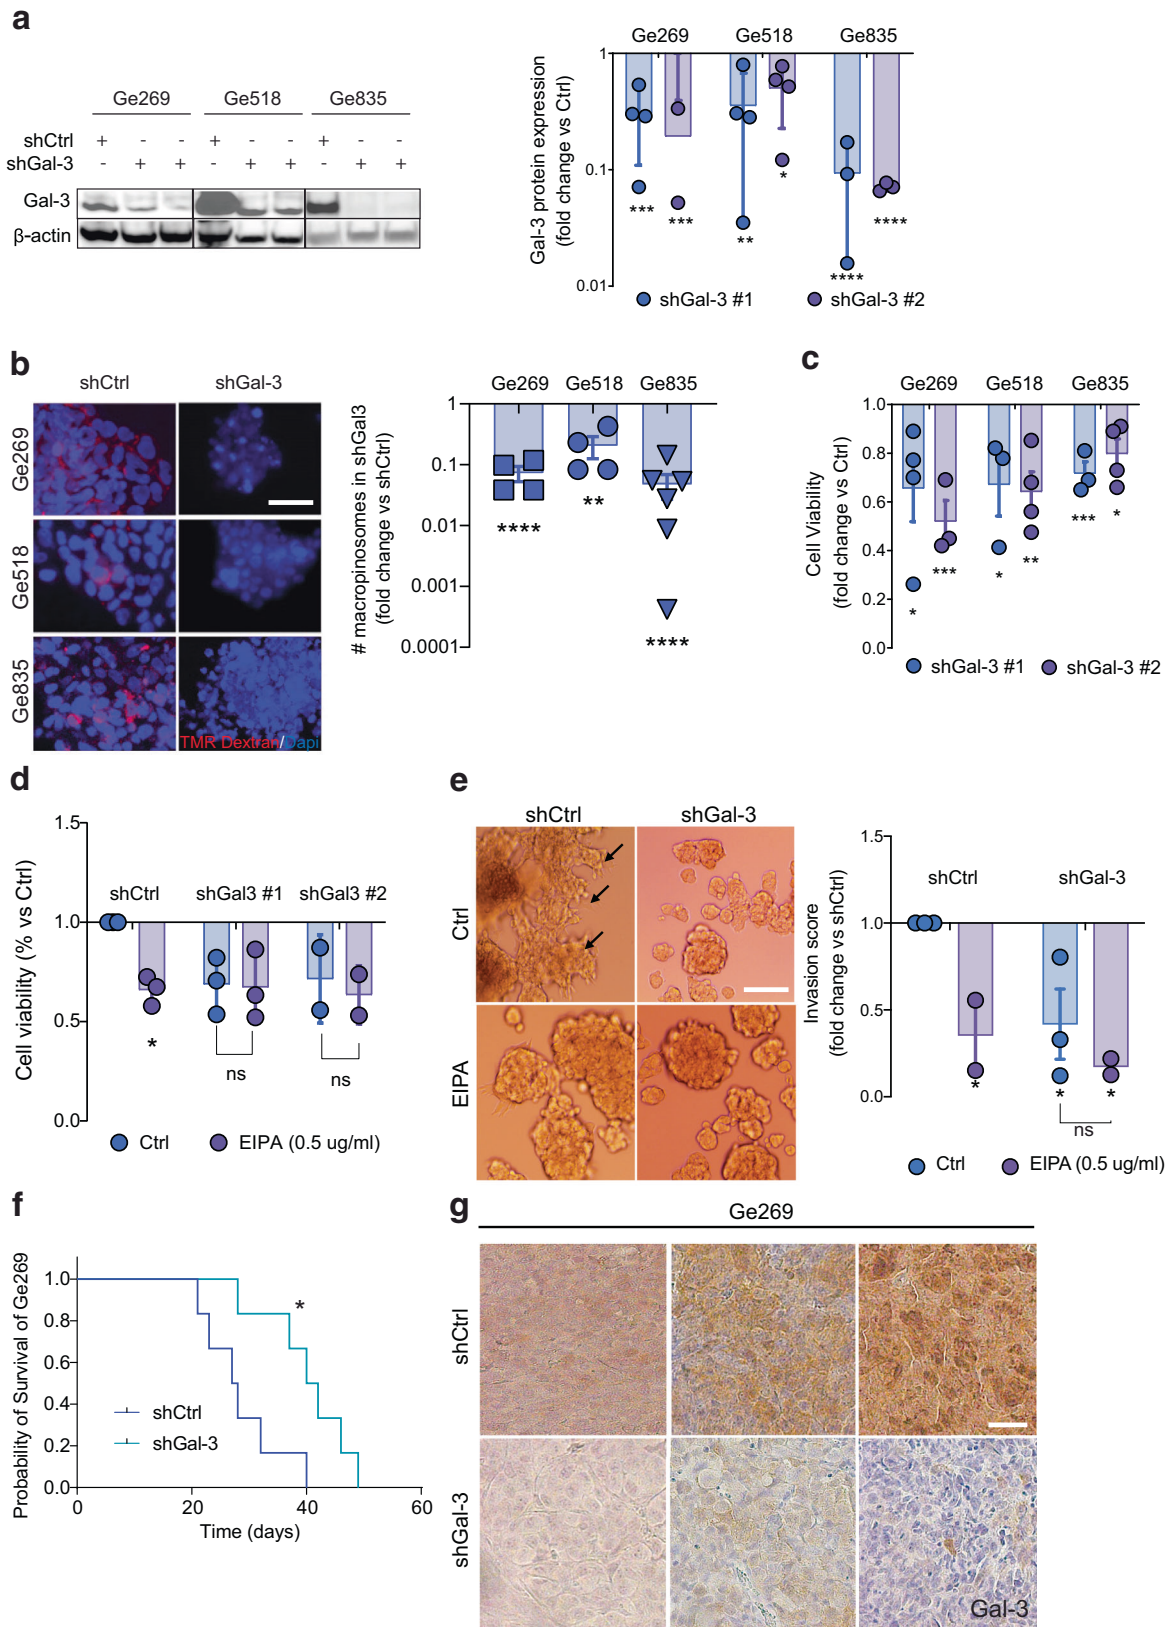 a
Ge269 Ge518 Ge835
shCtrl + - - + - - + - -
shGal-3 - + + - + + - + +
Gal-3
β-actin
Gal-3 protein expression
(fold change vs Ctrl)
Ge269 Ge518 Ge835
1
0.1
0.01
*** *** ** * **** ****
shGal-3 #1 shGal-3 #2
b
shCtrl shGal-3
Ge269
Ge518
Ge835
TMR Dextran/Dapi
# macropinosomes in shGal3
(fold change vs shCtrl)
Ge269 Ge518 Ge835
1
0.1
0.01
0.001
0.0001
**** ** ****
c
Cell Viability
(fold change vs Ctrl)
Ge269 Ge518 Ge835
1.0
0.8
0.6
0.4
0.2
0.0
* *** * ** *** *
shGal-3 #1 shGal-3 #2
d
Cell viability (% vs Ctrl)
1.5
1.0
0.5
0.0
shCtrl shGal3 #1 shGal3 #2
* ns ns
Ctrl EIPA (0.5 ug/ml)
e
shCtrl shGal-3
Ctrl
EIPA
Invasion score
(fold change vs shCtrl)
1.5
1.0
0.5
0.0
shCtrl shGal-3
* * *
ns
Ctrl EIPA (0.5 ug/ml)
f
Probability of Survival of Ge269
1.0
0.8
0.6
0.4
0.2
0.0
*
shCtrl
shGal-3
0 20 40 60
Time (days)
g
Ge269
shCtrl
shGal-3
Gal-3